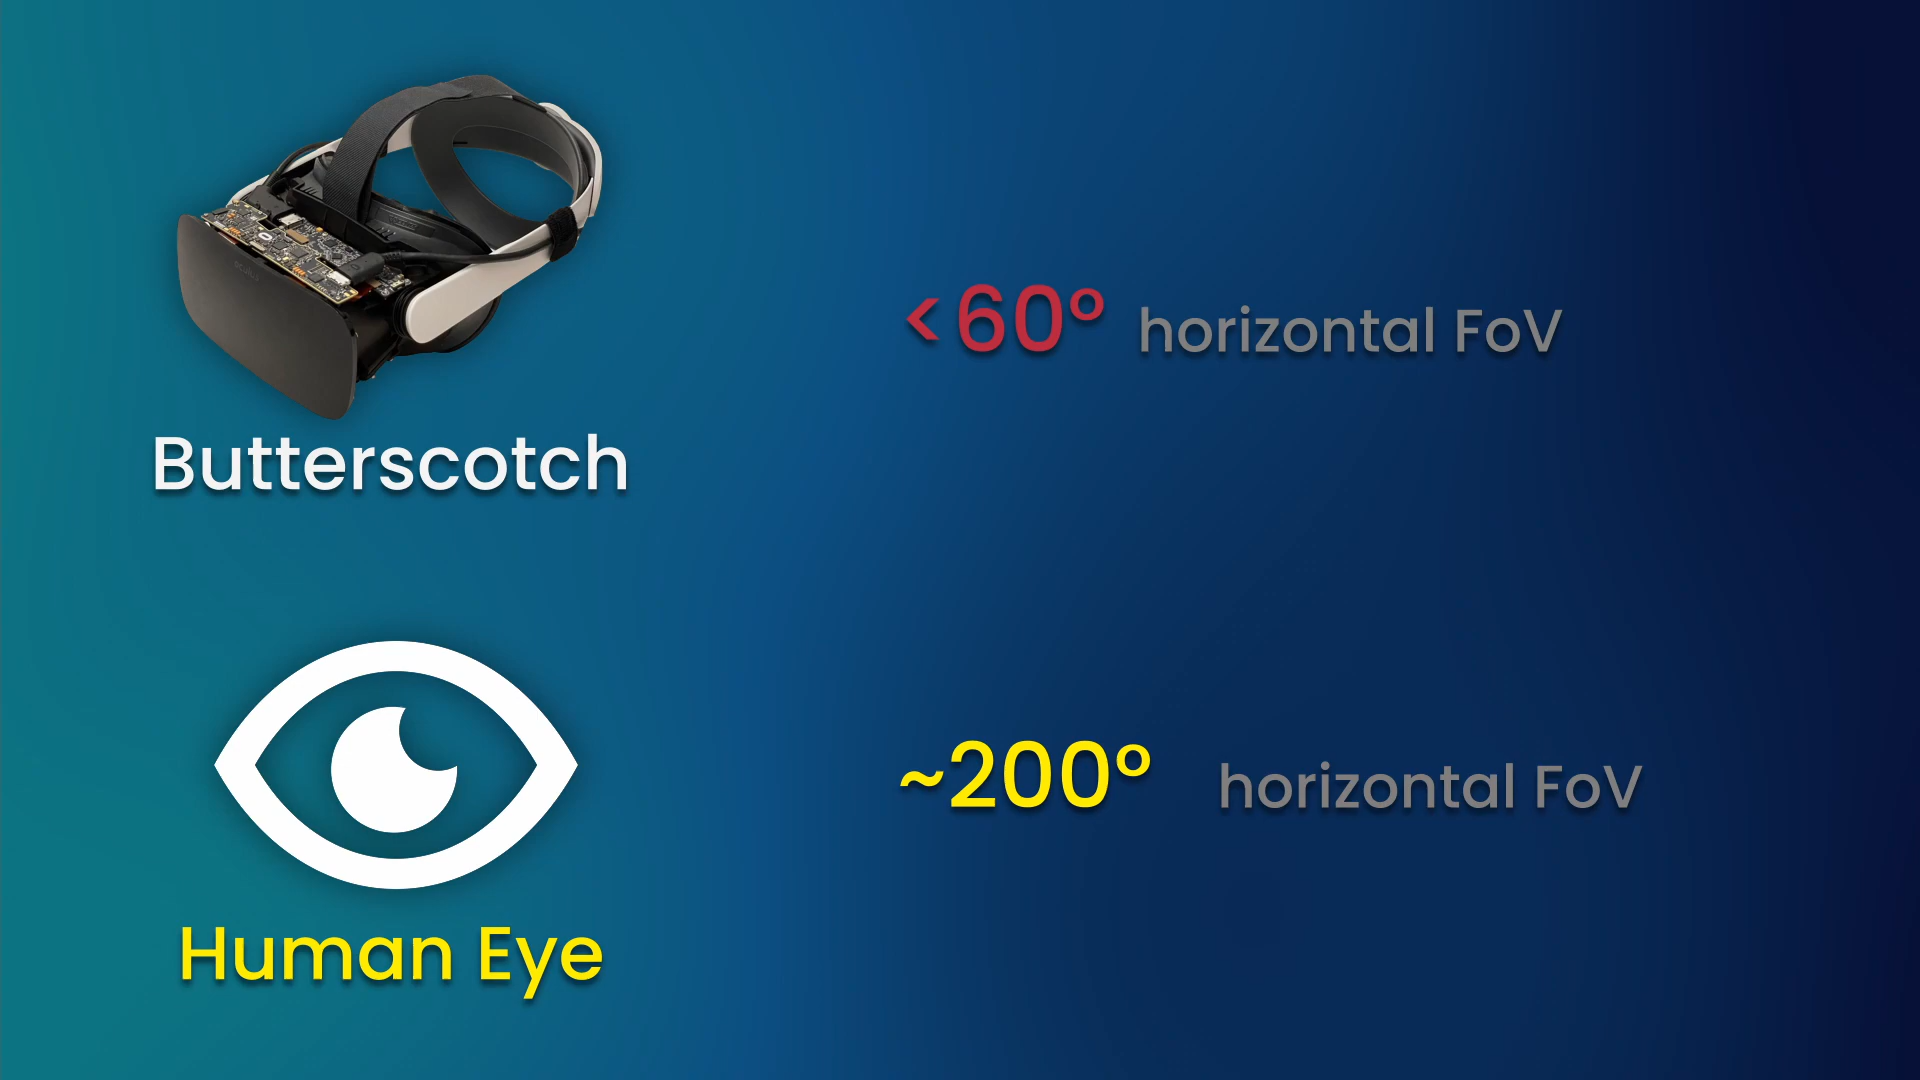 <60° horizontal FoV
Butterscotch
~200° horizontal FoV
Human Eye